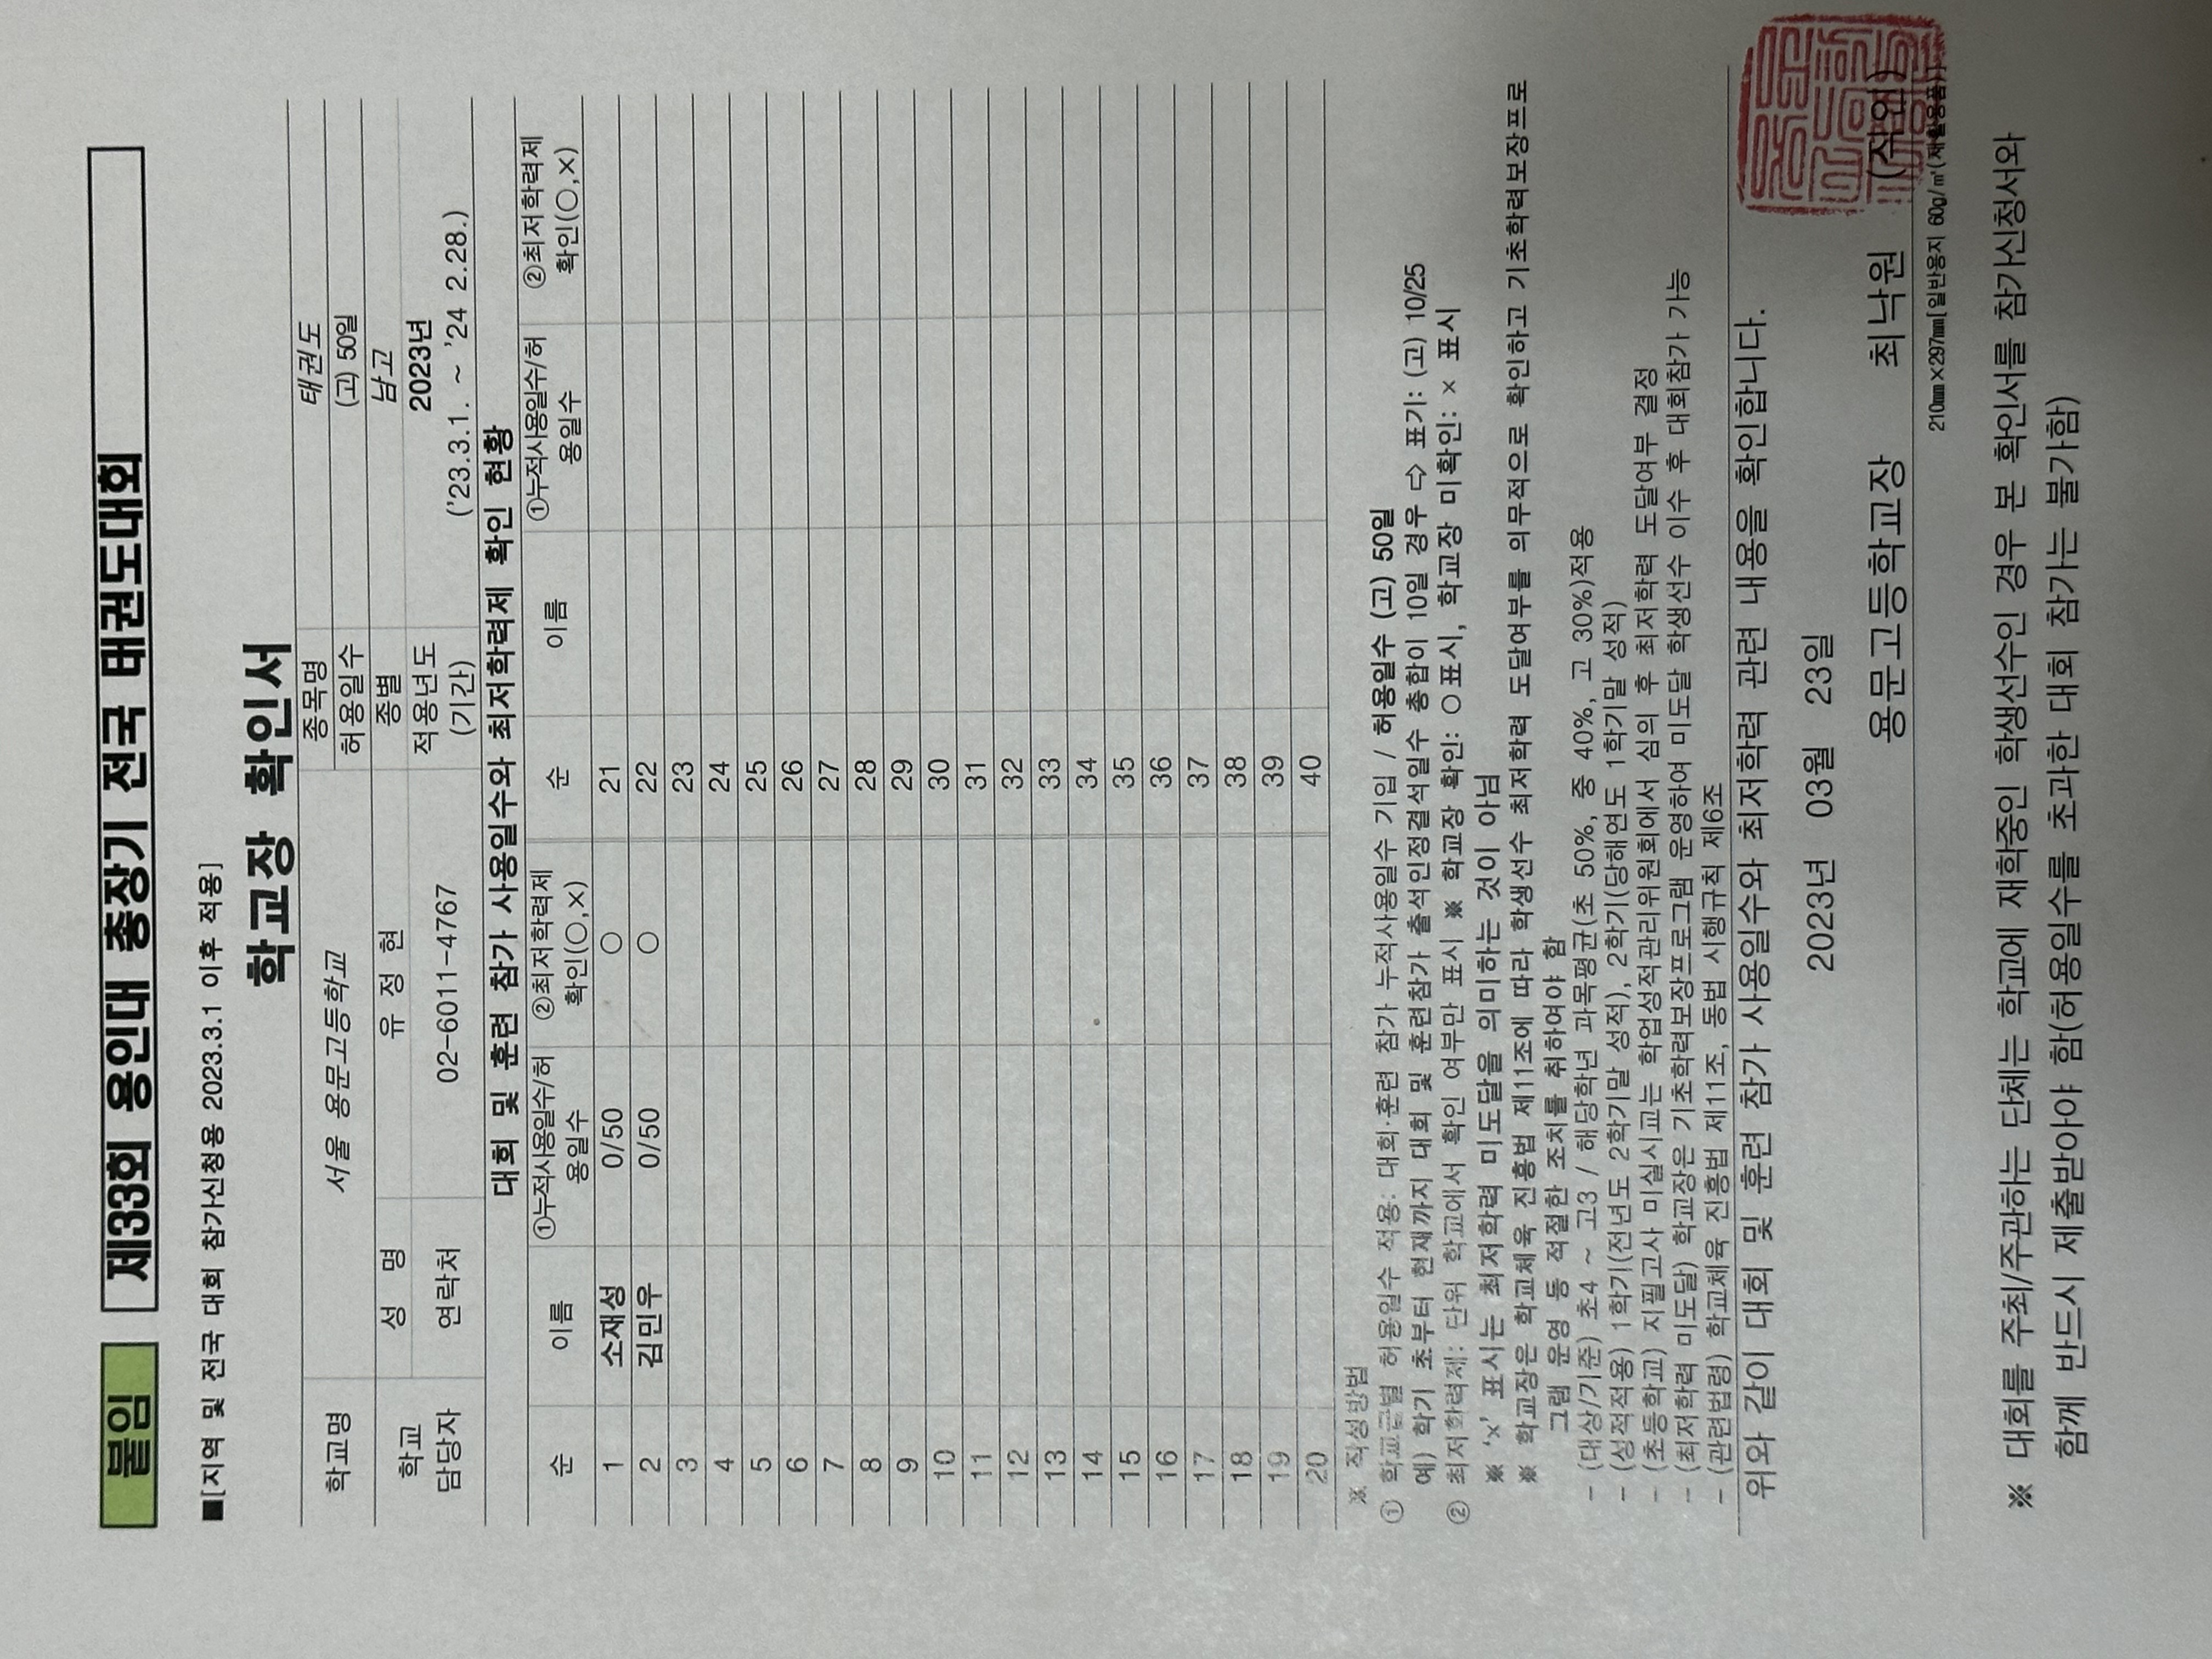 붙임 제33회 용인대 총장기 전국 태권도대회
■[지역 및 전국 대회 참가신청용 2023.3.1 이후 적용]
학교장 확인서
학교명 서울 용문고등학교 종목명 태권도
허용일수 (고) 50일
학교 담당자 성 명 유 정 현 종별 남고
연락처 02-6011-4767 적용년도 (기간) 2023년
('23.3.1. ~ '24 2.28.)
대회 및 훈련 참가 사용일수와 최저학력제 확인 현황
순 이름 ①누적사용일수/허용일수 ②최저학력제 확인(○,×) 순 이름 ①누적사용일수/허용일수 ②최저학력제 확인(○,×)
1 소재성 0/50 ○ 21
2 김민우 0/50 ○ 22
3 23
4 24
5 25
6 26
7 27
8 28
9 29
10 30
11 31
12 32
13 33
14 34
15 35
16 36
17 37
18 38
19 39
20 40
※ 작성방법
① 학교급별 허용일수 적용: 대회·훈련 참가 누적사용일수 기입 / 허용일수 (고) 50일
예) 학기 초부터 현재까지 대회 및 훈련참가 출석인정결석일수 총합이 10일 경우 ⇨ 표기: (고) 10/25
② 최저학력제: 단위 학교에서 확인 여부만 표시 ※ 학교장 확인: ○표시, 학교장 미확인: × 표시
※ ‘x’ 표시는 최저학력 미도달을 의미하는 것이 아님
※ 학교장은 학교체육 진흥법 제11조에 따라 학생선수 최저학력 도달여부를 의무적으로 확인하고 기초학력보장프로
그램 운영 등 적절한 조치를 취하여야 함
- (대상/기준) 초4 ~ 고3 / 해당학년 과목평균(초 50%, 중 40%, 고 30%)적용
- (성적적용) 1학기(전년도 2학기말 성적), 2학기(당해연도 1학기말 성적)
- (초등학교) 지필고사 미실시교는 학업성적관리위원회에서 심의 후 최저학력 도달여부 결정
- (최저학력 미도달) 학교장은 기초학력보장프로그램 운영하여 미도달 학생선수 이수 후 대회참가 가능
- (관련법령) 학교체육 진흥법 제11조, 동법 시행규칙 제6조
위와 같이 대회 및 훈련 참가 사용일수와 최저학력 관련 내용을 확인합니다.
2023년 03월 23일
용문고등학교장 최낙원 (직인)
210㎜×297㎜[일반용지 60g/㎡(재활용품)]
※ 대회를 주최/주관하는 단체는 학교에 재학중인 학생선수인 경우 본 확인서를 참가신청서와
함께 반드시 제출받아야 함(허용일수를 초과한 대회 참가는 불가함)